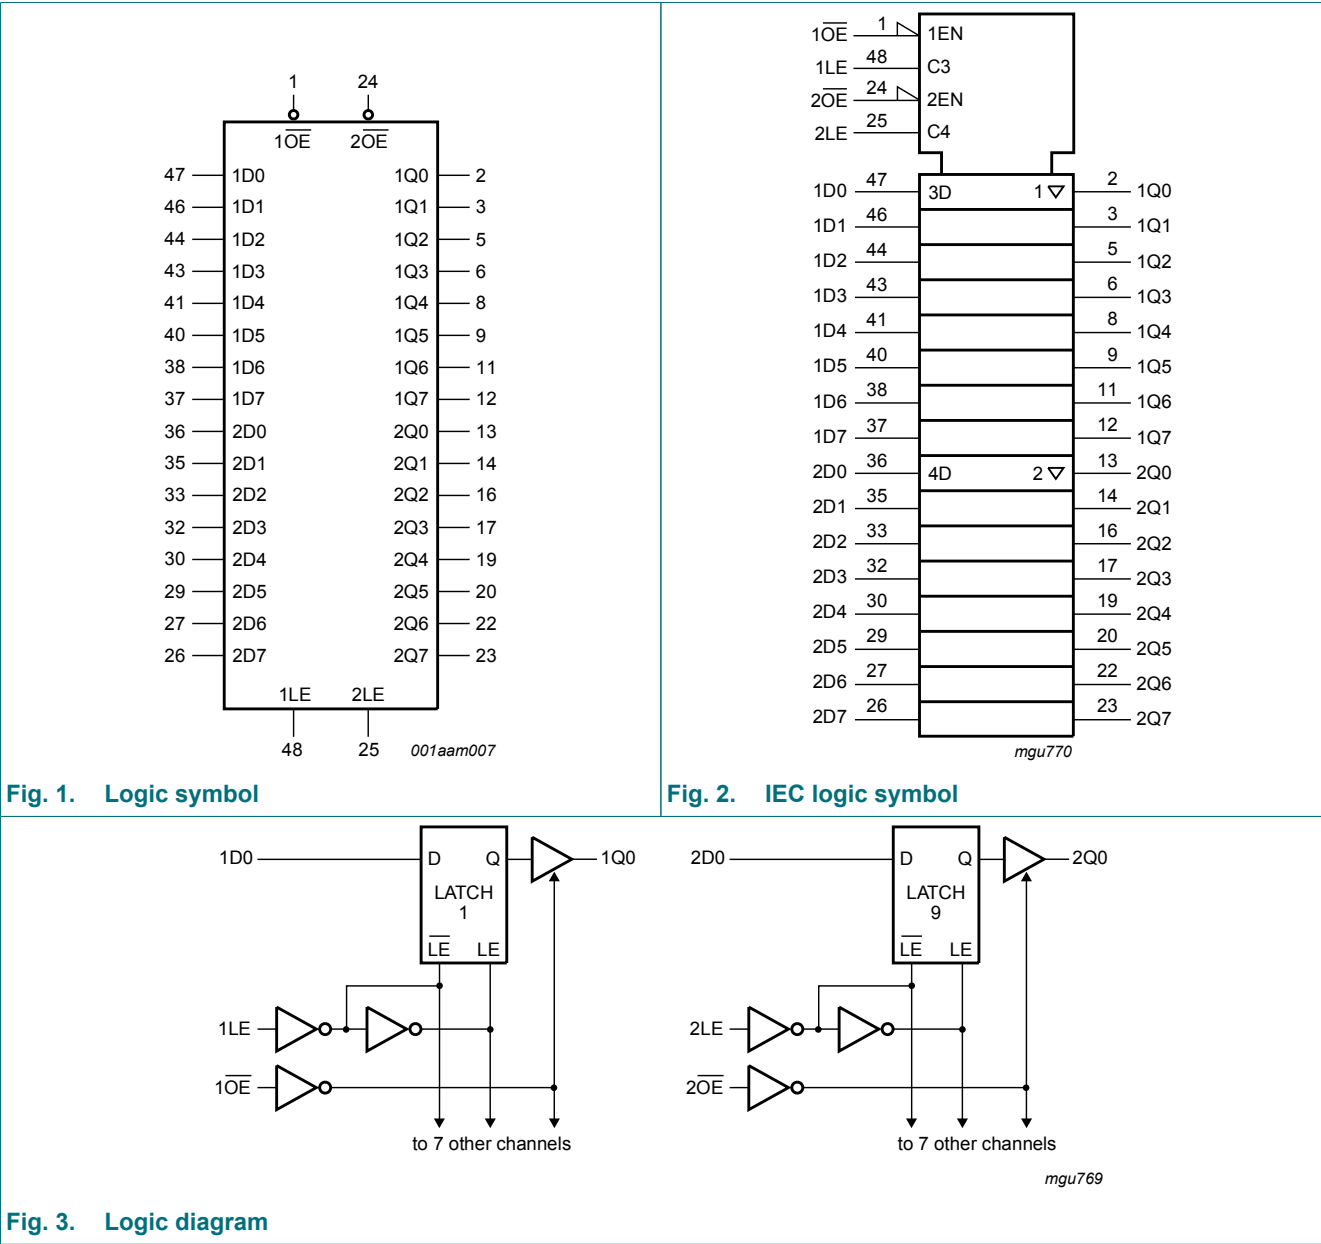 1 24
1O̅E̅ 2O̅E̅
47 1D0 1Q0 2
46 1D1 1Q1 3
44 1D2 1Q2 5
43 1D3 1Q3 6
41 1D4 1Q4 8
40 1D5 1Q5 9
38 1D6 1Q6 11
37 1D7 1Q7 12
36 2D0 2Q0 13
35 2D1 2Q1 14
33 2D2 2Q2 16
32 2D3 2Q3 17
30 2D4 2Q4 19
29 2D5 2Q5 20
27 2D6 2Q6 22
26 2D7 2Q7 23
1LE 2LE
48 25 001aam007
Fig. 1. Logic symbol
1O̅E̅ 1 1EN
1LE 48 C3
2O̅E̅ 24 2EN
2LE 25 C4
1D0 47 3D 1 ▽ 2 1Q0
1D1 46 3 1Q1
1D2 44 5 1Q2
1D3 43 6 1Q3
1D4 41 8 1Q4
1D5 40 9 1Q5
1D6 38 11 1Q6
1D7 37 12 1Q7
2D0 36 4D 2 ▽ 13 2Q0
2D1 35 14 2Q1
2D2 33 16 2Q2
2D3 32 17 2Q3
2D4 30 19 2Q4
2D5 29 20 2Q5
2D6 27 22 2Q6
2D7 26 23 2Q7
mgu770
Fig. 2. IEC logic symbol
1D0 D Q 1Q0
LATCH
1
L̅E̅ LE
1LE
1O̅E̅
to 7 other channels
2D0 D Q 2Q0
LATCH
9
L̅E̅ LE
2LE
2O̅E̅
to 7 other channels
mgu769
Fig. 3. Logic diagram